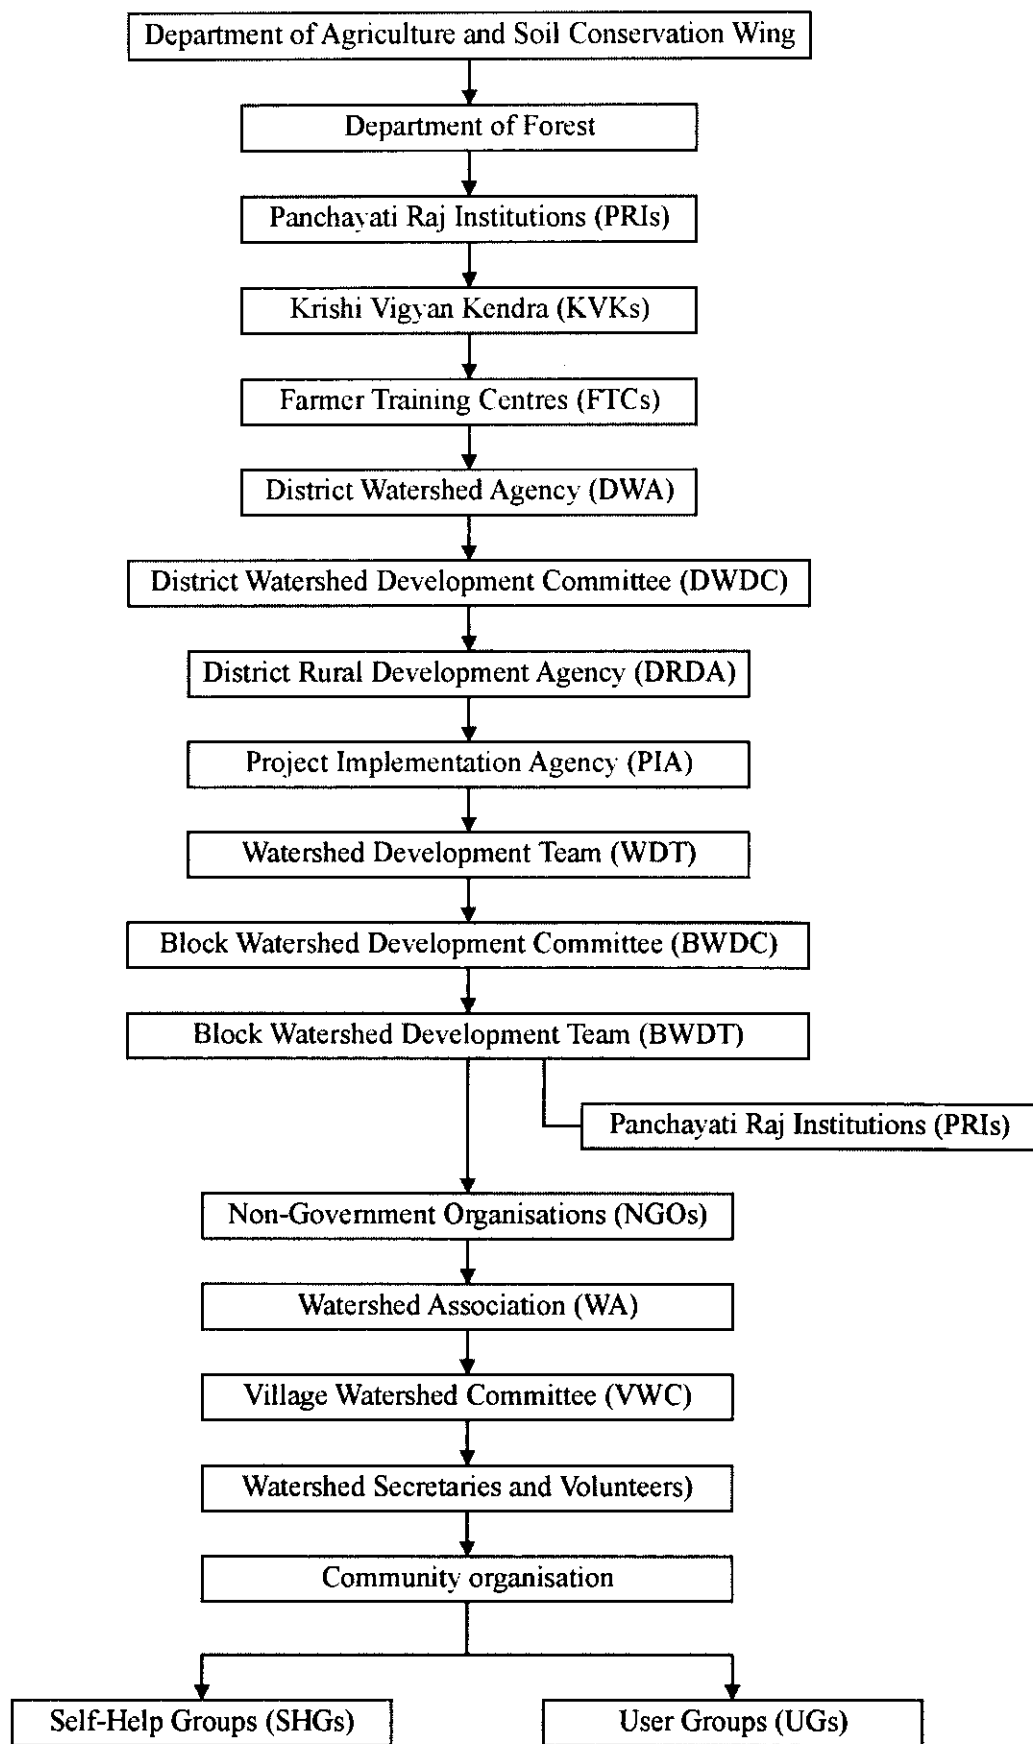 Department of Agriculture and Soil Conservation Wing
Department of Forest
Panchayati Raj Institutions (PRIs)
Krishi Vigyan Kendra (KVKs)
Farmer Training Centres (FTCs)
District Watershed Agency (DWA)
District Watershed Development Committee (DWDC)
District Rural Development Agency (DRDA)
Project Implementation Agency (PIA)
Watershed Development Team (WDT)
Block Watershed Development Committee (BWDC)
Block Watershed Development Team (BWDT)
Panchayati Raj Institutions (PRIs)
Non-Government Organisations (NGOs)
Watershed Association (WA)
Village Watershed Committee (VWC)
Watershed Secretaries and Volunteers)
Community organisation
Self-Help Groups (SHGs)
User Groups (UGs)